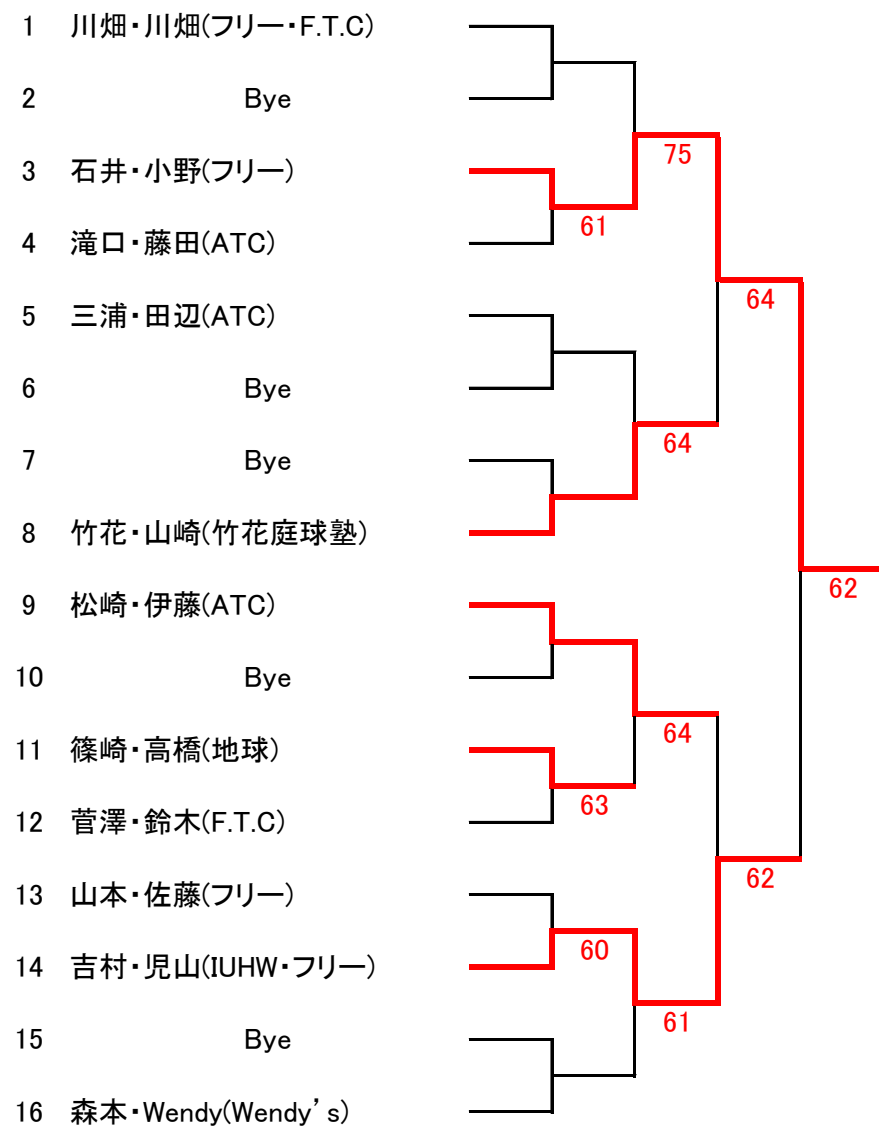 1 川畑・川畑(フリー・F.T.C)
2 Bye
75
3 石井・小野(フリー)
61
4 滝口・藤田(ATC)
64
5 三浦・田辺(ATC)
6 Bye
64
7 Bye
8 竹花・山崎(竹花庭球塾)
62
9 松崎・伊藤(ATC)
10 Bye
64
11 篠崎・高橋(地球)
63
12 菅澤・鈴木(F.T.C)
62
13 山本・佐藤(フリー)
60
14 吉村・児山(IUHW・フリー)
61
15 Bye
16 森本・Wendy(Wendy’s)